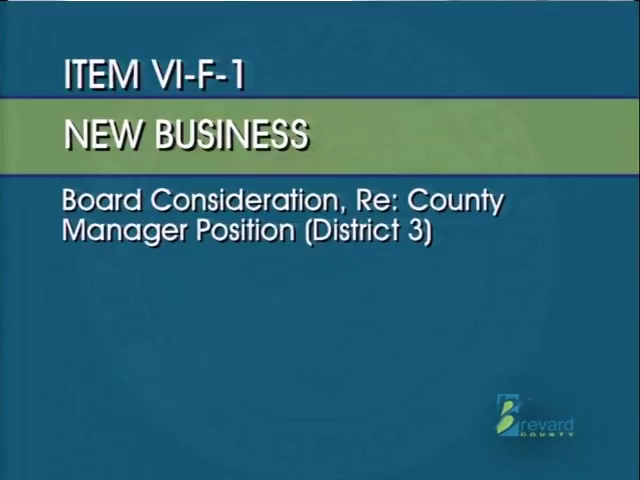 ITEM VI-F-1
NEW BUSINESS
Board Consideration, Re: County
Manager Position (District 3)
Brevard
COUNTY